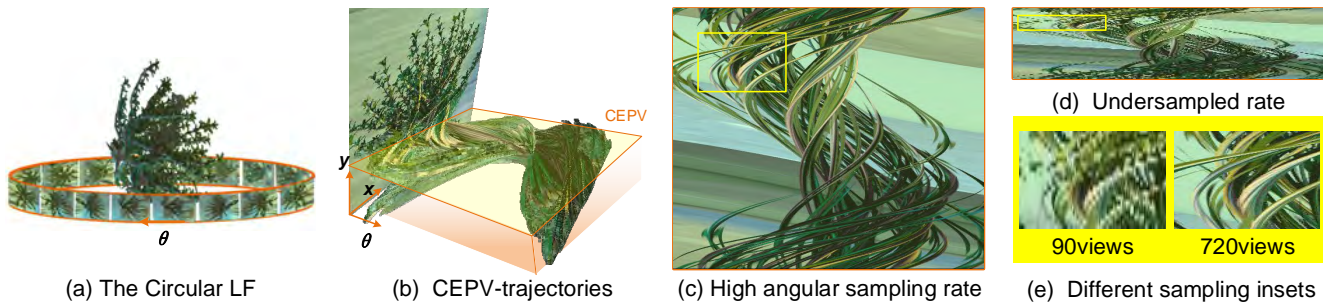 θ
(a) The Circular LF
CEPV
y
x
θ
(b) CEPV-trajectories
(c) High angular sampling rate
(d) Undersampled rate
90views 720views
(e) Different sampling insets